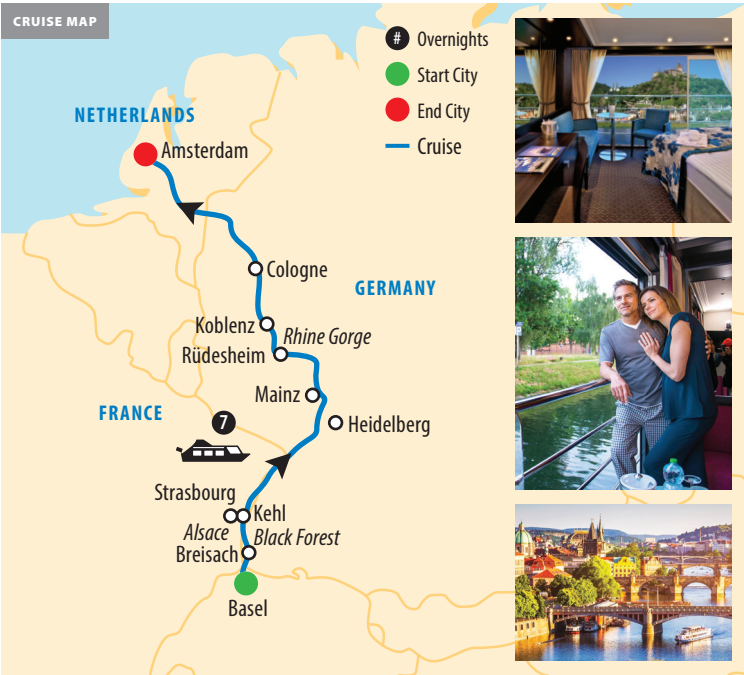 CRUISE MAP
# Overnights
Start City
End City
Cruise
NETHERLANDS
Amsterdam
Cologne
GERMANY
Koblenz
Rhine Gorge
Rüdesheim
Mainz
FRANCE
7
Heidelberg
Strasbourg
Kehl
Alsace
Black Forest
Breisach
Basel